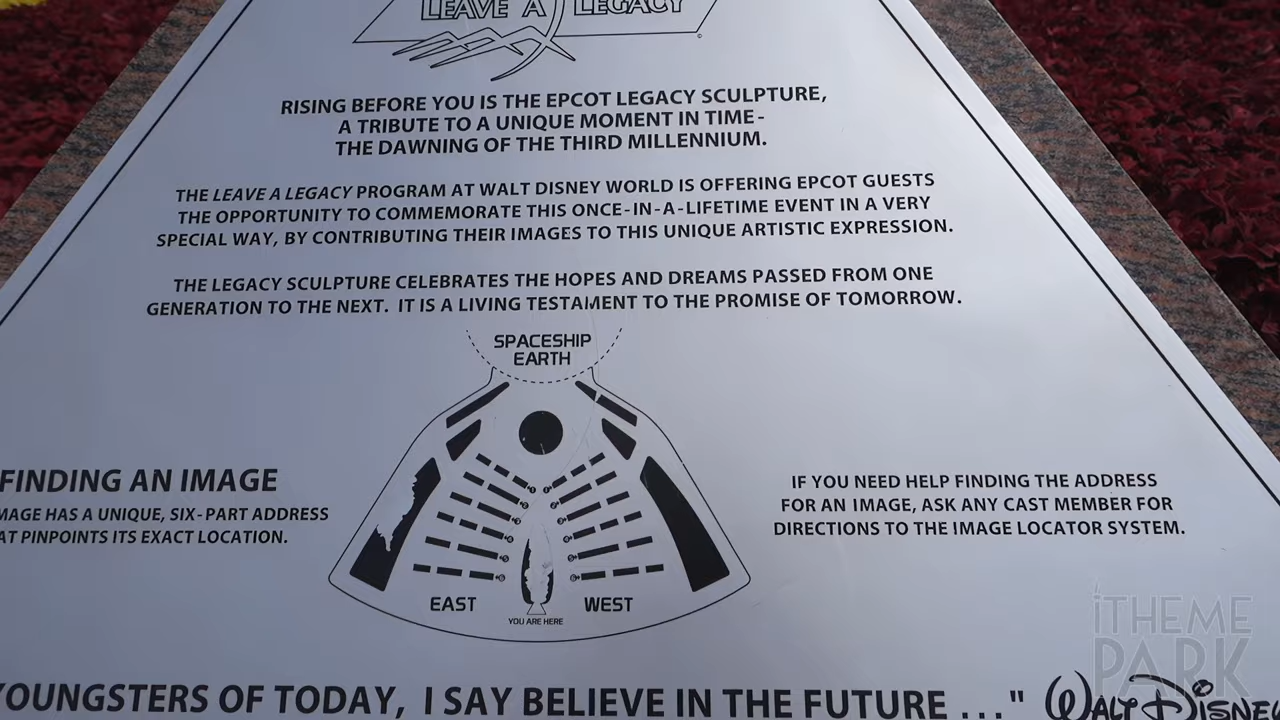 LEAVE A LEGACY
RISING BEFORE YOU IS THE EPCOT LEGACY SCULPTURE,
A TRIBUTE TO A UNIQUE MOMENT IN TIME-
THE DAWNING OF THE THIRD MILLENNIUM.
THE LEAVE A LEGACY PROGRAM AT WALT DISNEY WORLD IS OFFERING EPCOT GUESTS
THE OPPORTUNITY TO COMMEMORATE THIS ONCE-IN-A-LIFETIME EVENT IN A VERY
SPECIAL WAY, BY CONTRIBUTING THEIR IMAGES TO THIS UNIQUE ARTISTIC EXPRESSION.
THE LEGACY SCULPTURE CELEBRATES THE HOPES AND DREAMS PASSED FROM ONE
GENERATION TO THE NEXT. IT IS A LIVING TESTAMENT TO THE PROMISE OF TOMORROW.
SPACESHIP
EARTH
FINDING AN IMAGE
IMAGE HAS A UNIQUE, SIX-PART ADDRESS
AT PINPOINTS ITS EXACT LOCATION.
IF YOU NEED HELP FINDING THE ADDRESS
FOR AN IMAGE, ASK ANY CAST MEMBER FOR
DIRECTIONS TO THE IMAGE LOCATOR SYSTEM.
EAST
WEST
YOU ARE HERE
YOUNGSTERS OF TODAY, I SAY BELIEVE IN THE FUTURE ..." WALT DISNEY
iTHEME
PARK